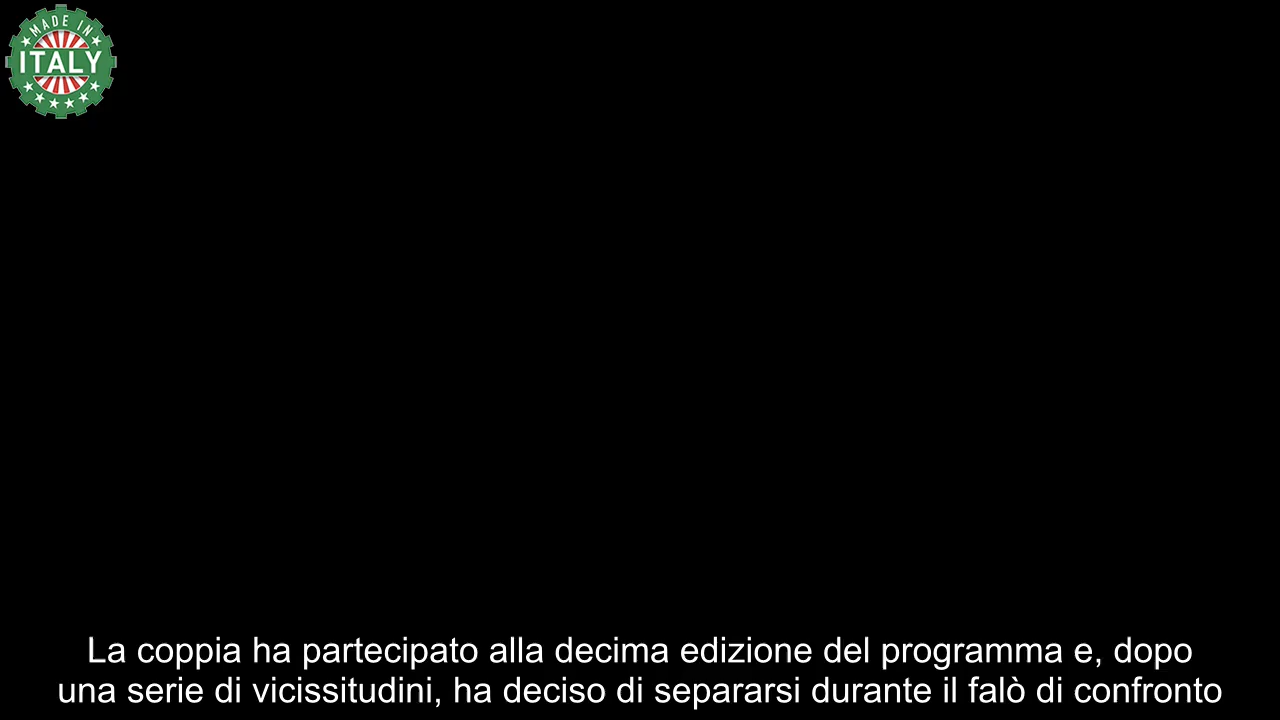 MADE IN
ITALY
La coppia ha partecipato alla decima edizione del programma e, dopo
una serie di vicissitudini, ha deciso di separarsi durante il falò di confronto